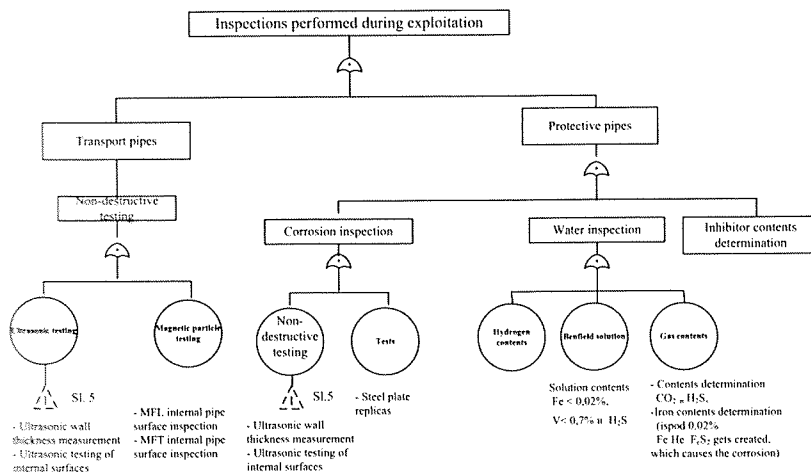 Inspections performed during exploitation
Transport pipes
Protective pipes
Non-destructive
testing
Corrosion inspection
Water inspection
Inhibitor contents
determination
Ultrasonic testing
Magnetic particle
testing
Non-
destructive
testing
Tests
Hydrogen
contents
Benfield solution
Gas contents
Sl. 5
- Ultrasonic wall
thickness measurement
- Ultrasonic testing of
internal surfaces
- MFL internal pipe
surface inspection
- MFT internal pipe
surface inspection
Sl.5
- Ultrasonic wall
thickness measurement
- Ultrasonic testing of
internal surfaces
- Steel plate
replicas
Solution contents
Fe < 0,02%,
V< 0,7% и H₂S
- Contents determination
CO₂ и H₂S,
-Iron contents determination
(ispod 0,02%
Fe He FₑS₂ gets created,
which causes the corrosion)